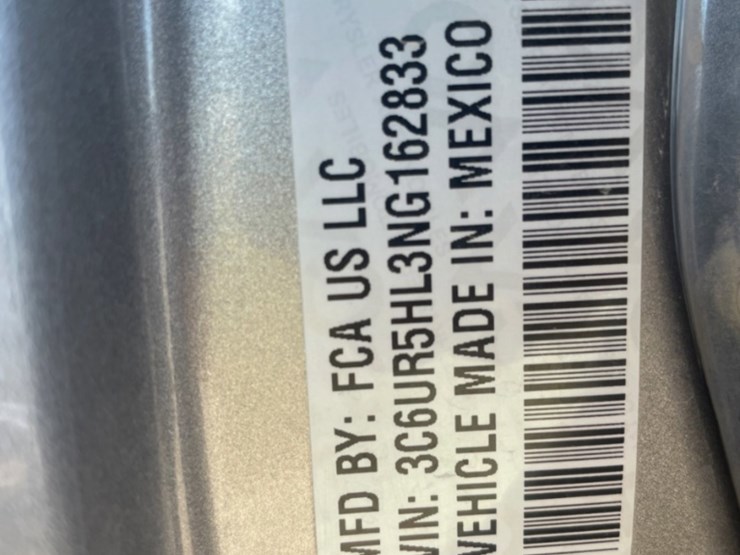 MFD BY: FCA US LLC
VIN: 3C6UR5HL3NG162833
VEHICLE MADE IN: MEXICO